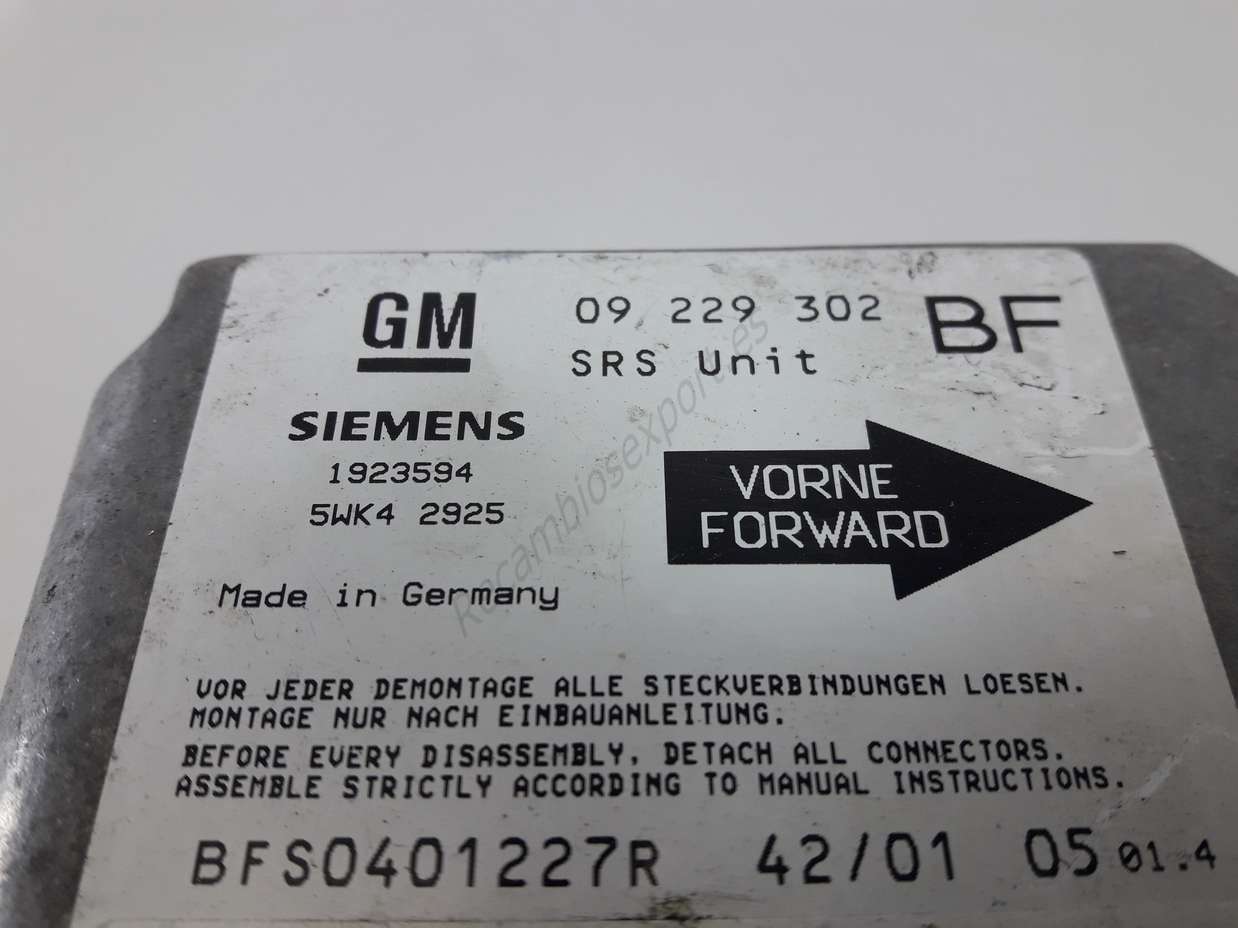 GM
09 229 302 BF
SRS Unit
SIEMENS
1923594
5WK4 2925
VORNE
FORWARD
Made in Germany
VOR JEDER DEMONTAGE ALLE STECKVERBINDUNGEN LOESEN.
MONTAGE NUR NACH EINBAUANLEITUNG.
BEFORE EVERY DISASSEMBLY, DETACH ALL CONNECTORS.
ASSEMBLE STRICTLY ACCORDING TO MANUAL INSTRUCTIONS.
BFS0401227R 42/01 05 01.4
Recambiosexport.es